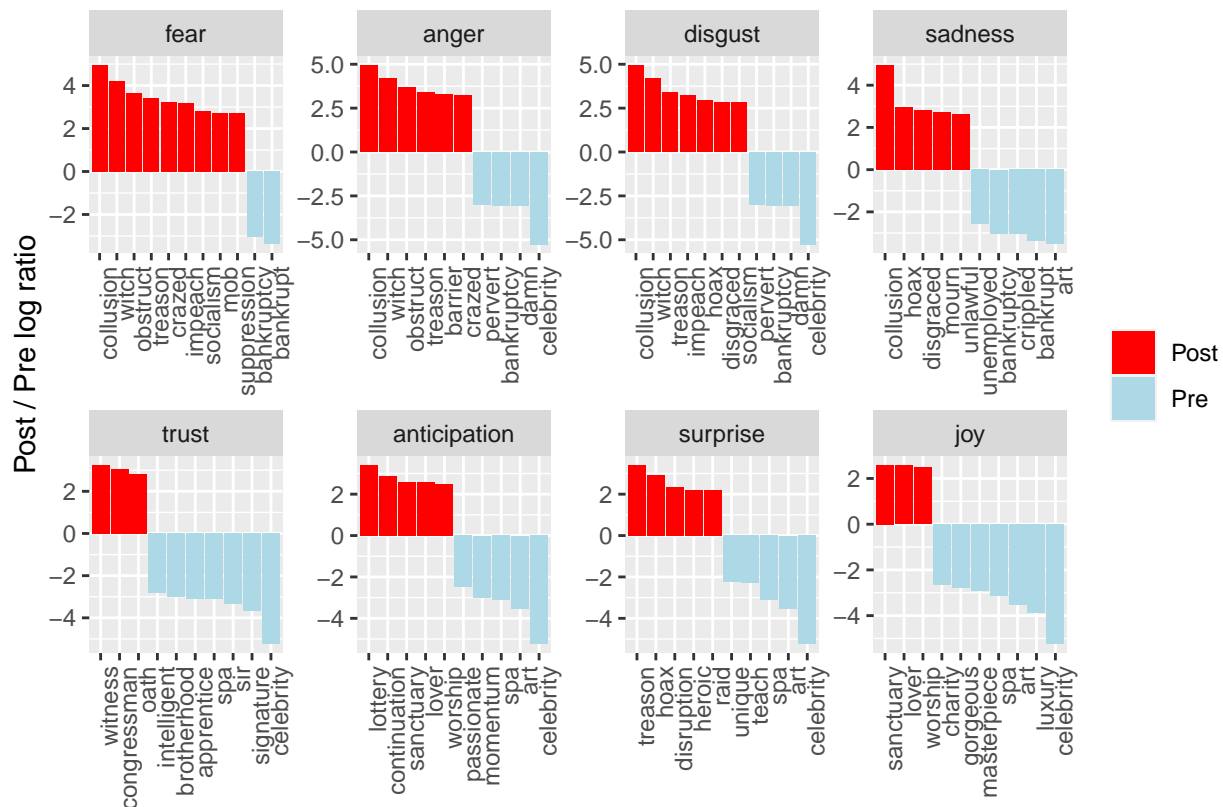 fear
anger
disgust
sadness
4
2
0
−2
5.0
2.5
0.0
−2.5
−5.0
5.0
2.5
0.0
−2.5
−5.0
4
2
0
−2
collusion
witch
obstruct
treason
crazed
impeach
socialism
mob
suppression
bankruptcy
bankrupt
collusion
witch
obstruct
treason
barrier
crazed
pervert
bankruptcy
damn
celebrity
collusion
witch
treason
impeach
hoax
disgraced
socialism
pervert
bankruptcy
damn
celebrity
collusion
hoax
disgraced
mourn
unlawful
unemployed
bankruptcy
crippled
bankrupt
art
Post / Pre log ratio
Post
Pre
trust
anticipation
surprise
joy
2
0
−2
−4
2
0
−2
−4
2
0
−2
−4
2
0
−2
−4
witness
congressman
oath
intelligent
brotherhood
apprentice
spa
sir
signature
celebrity
lottery
continuation
sanctuary
lover
worship
passionate
momentum
spa
art
celebrity
treason
hoax
disruption
heroic
raid
unique
teach
spa
art
celebrity
sanctuary
lover
worship
charity
gorgeous
masterpiece
spa
art
luxury
celebrity